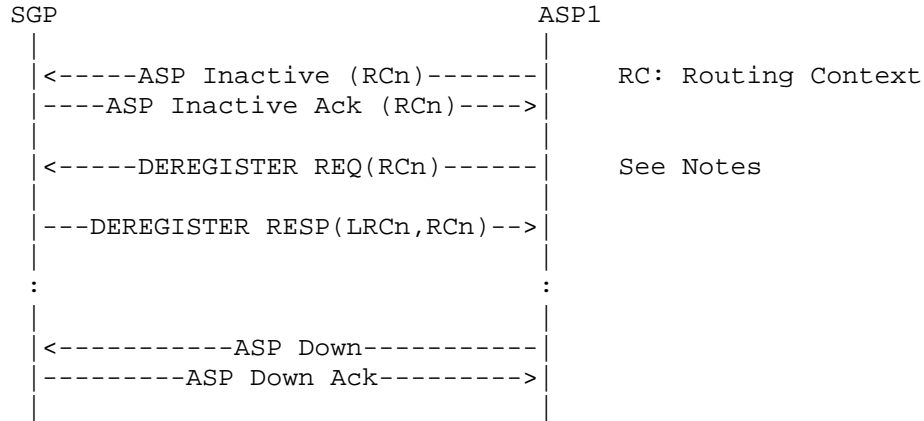 SGP                             ASP1
|                               |
|<-----ASP Inactive (RCn)-------|    RC: Routing Context
|----ASP Inactive Ack (RCn)---->|
|                               |
|<-----DEREGISTER REQ(RCn)------|    See Notes
|                               |
|---DEREGISTER RESP(LRCn,RCn)-->|
|                               |
:                               :
|                               |
|<-----------ASP Down-----------|
|---------ASP Down Ack--------->|
|                               |